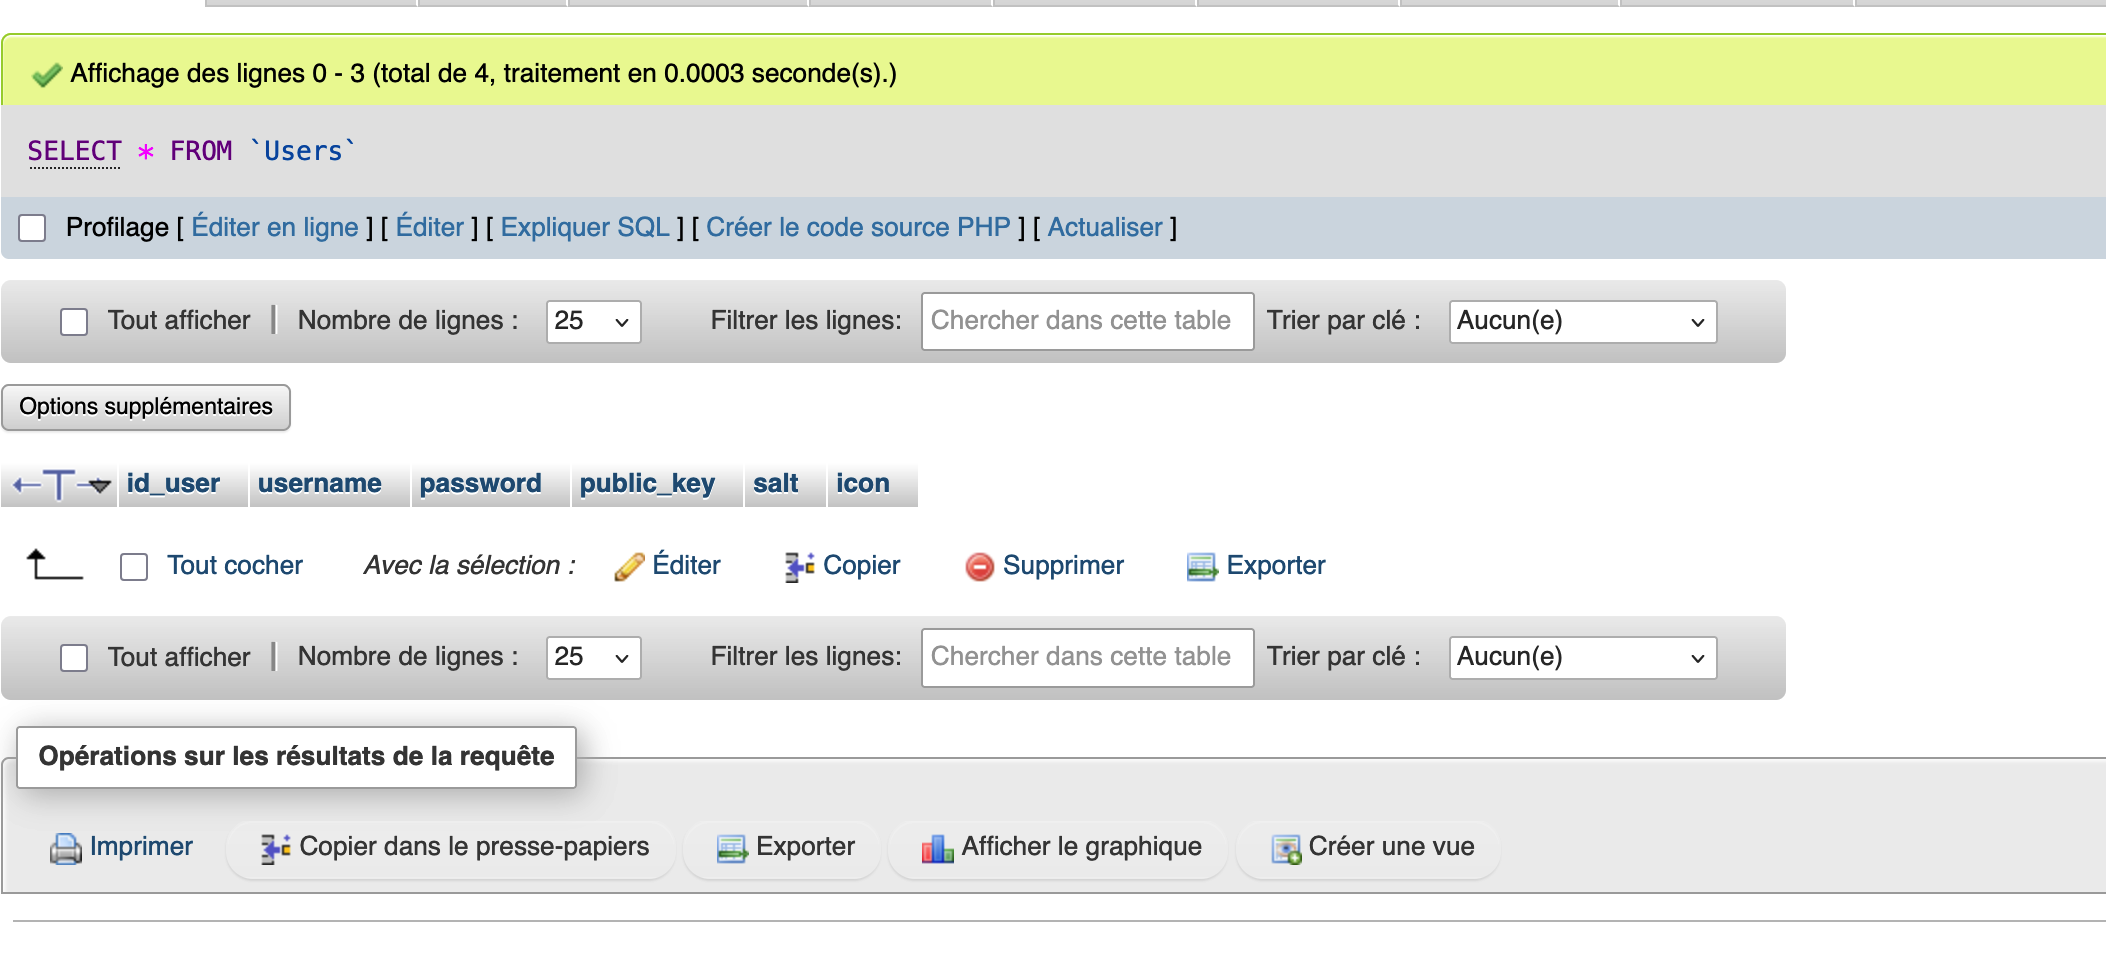 Affichage des lignes 0 - 3 (total de 4, traitement en 0.0003 seconde(s).)
SELECT * FROM `Users`
Profilage [ Éditer en ligne ] [ Éditer ] [ Expliquer SQL ] [ Créer le code source PHP ] [ Actualiser ]
Tout afficher | Nombre de lignes : 25 Filtrer les lignes: Chercher dans cette table Trier par clé : Aucun(e)
Options supplémentaires
←T→ id_user username password public_key salt icon
Tout cocher Avec la sélection : Éditer Copier Supprimer Exporter
Tout afficher | Nombre de lignes : 25 Filtrer les lignes: Chercher dans cette table Trier par clé : Aucun(e)
Opérations sur les résultats de la requête
Imprimer Copier dans le presse-papiers Exporter Afficher le graphique Créer une vue